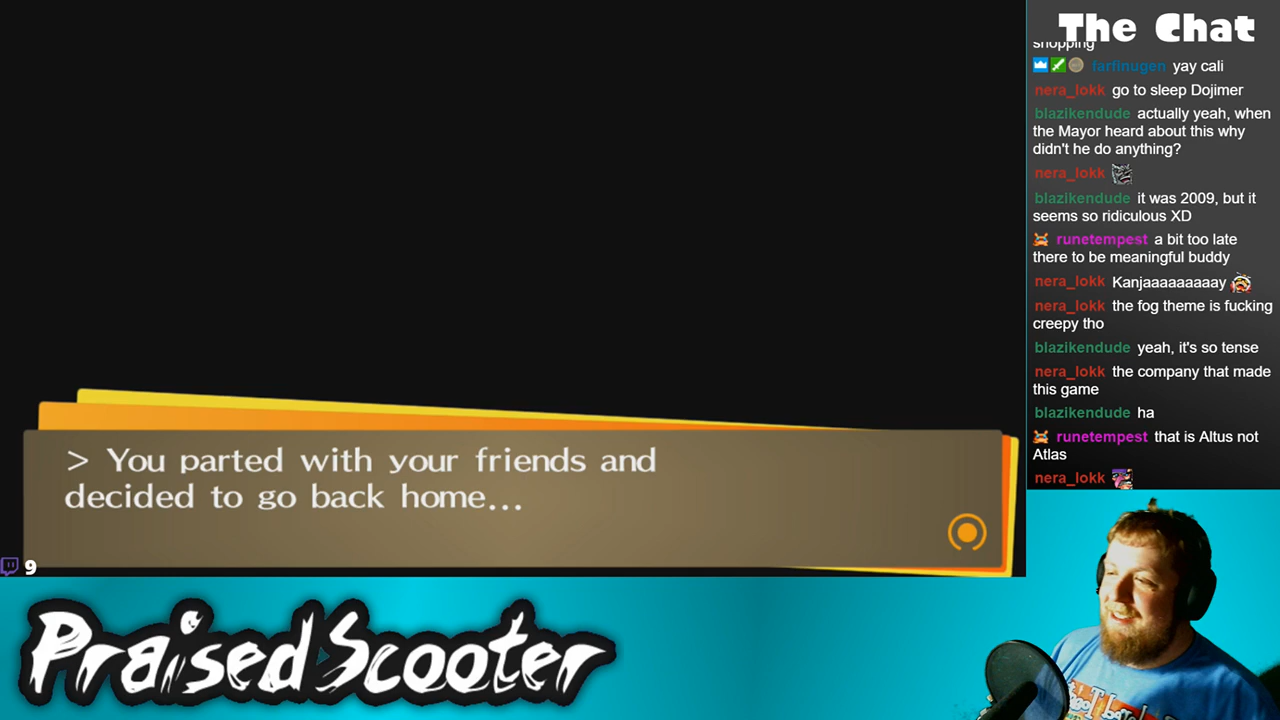 The Chat
shopping
farfinugen yay cali
nera_lokk go to sleep Dojimer
blazikendude actually yeah, when
the Mayor heard about this why
didn't he do anything?
nera_lokk
blazikendude it was 2009, but it
seems so ridiculous XD
runetempest a bit too late
there to be meaningful buddy
nera_lokk Kanjaaaaaaaaay
nera_lokk the fog theme is fucking
creepy tho
blazikendude yeah, it's so tense
nera_lokk the company that made
this game
blazikendude ha
runetempest that is Altus not
Atlas
nera_lokk
> You parted with your friends and
decided to go back home...
9
PraisedScooter